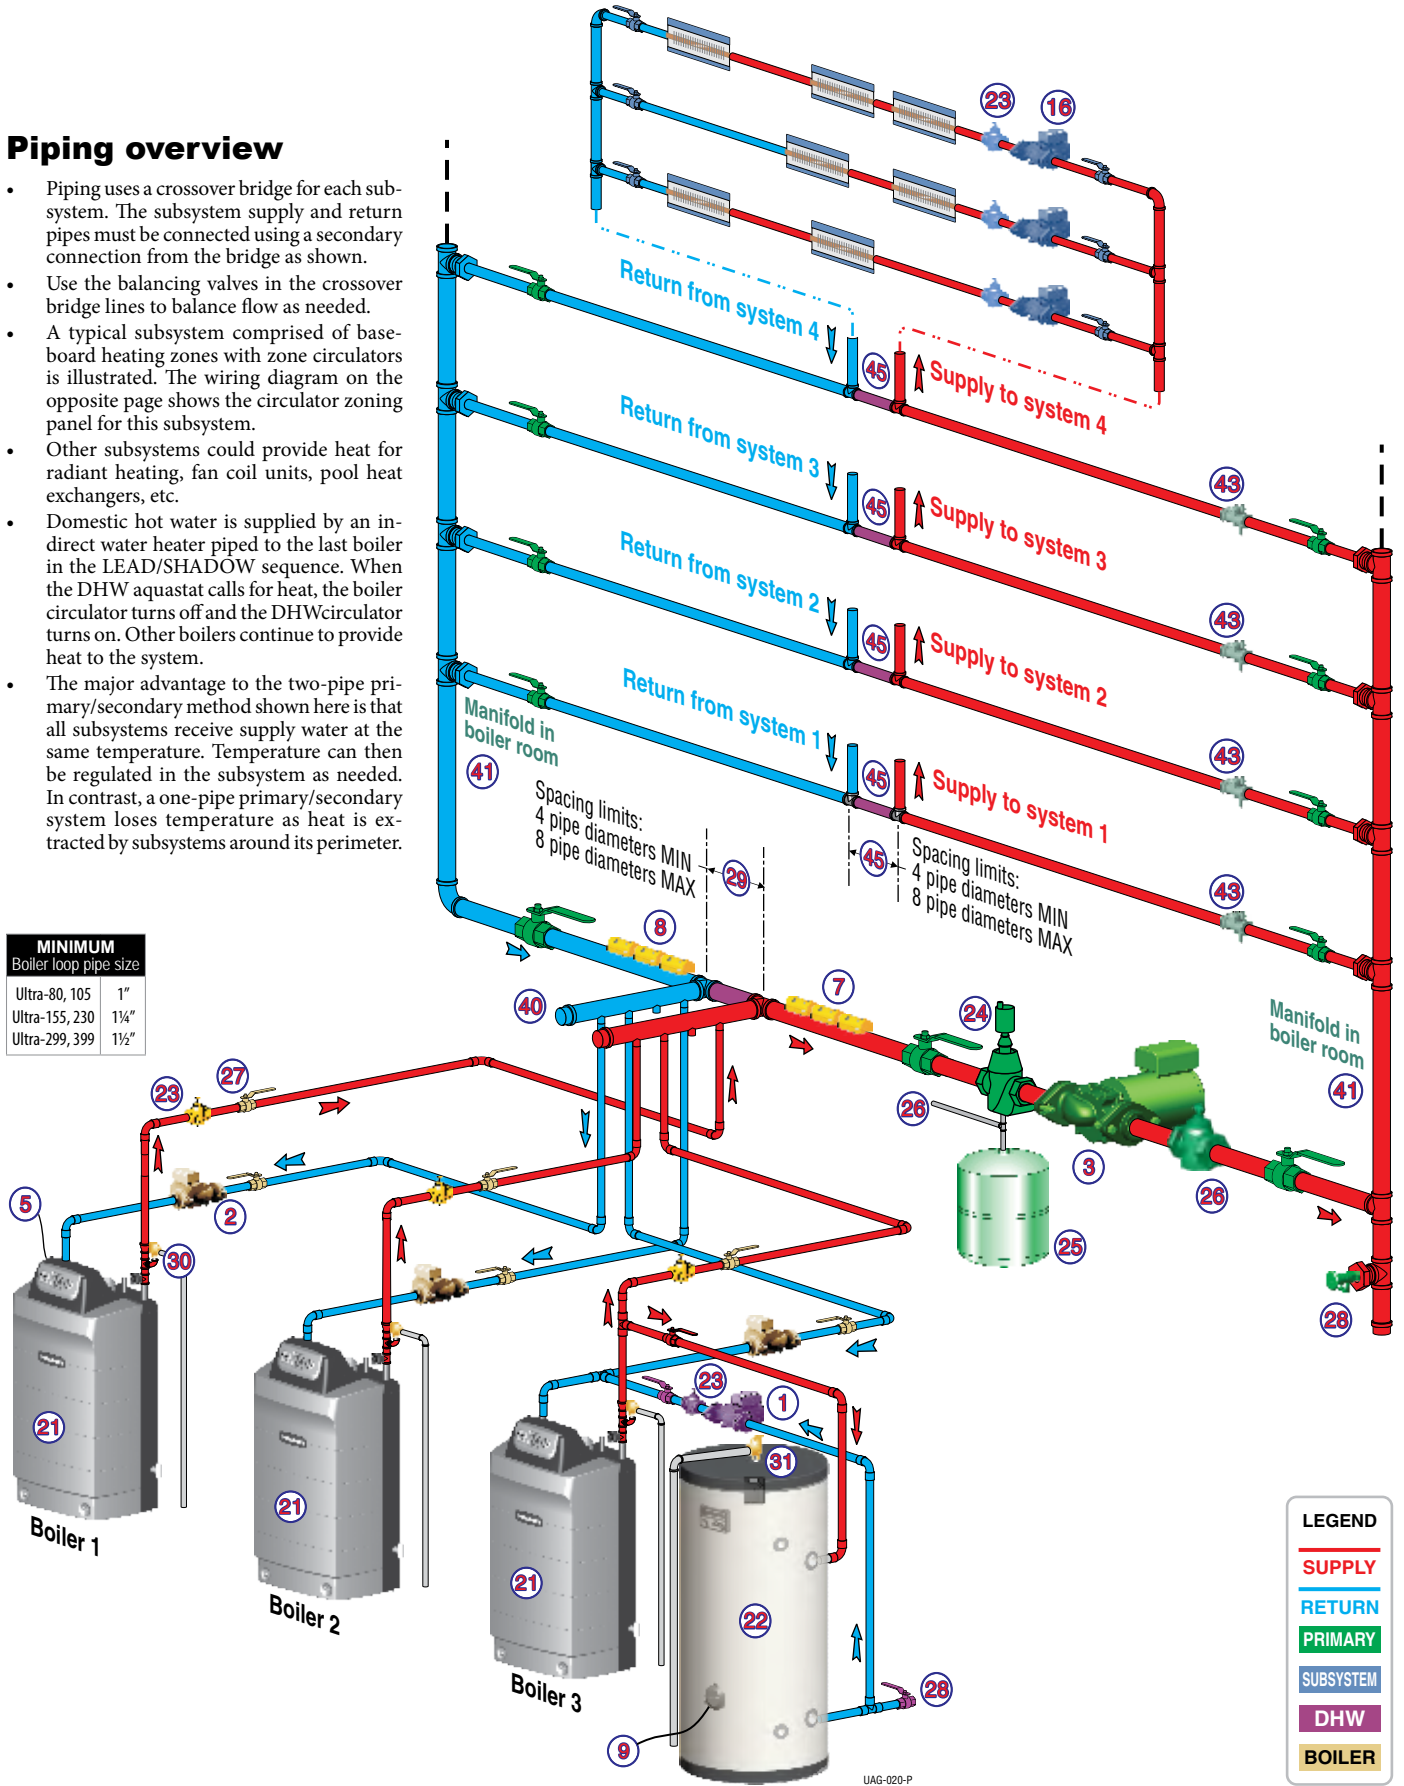 Piping overview
• Piping uses a crossover bridge for each sub-
system. The subsystem supply and return
pipes must be connected using a secondary
connection from the bridge as shown.
• Use the balancing valves in the crossover
bridge lines to balance flow as needed.
• A typical subsystem comprised of base-
board heating zones with zone circulators
is illustrated. The wiring diagram on the
opposite page shows the circulator zoning
panel for this subsystem.
• Other subsystems could provide heat for
radiant heating, fan coil units, pool heat
exchangers, etc.
• Domestic hot water is supplied by an in-
direct water heater piped to the last boiler
in the LEAD/SHADOW sequence. When
the DHW aquastat calls for heat, the boiler
circulator turns off and the DHWcirculator
turns on. Other boilers continue to provide
heat to the system.
• The major advantage to the two-pipe pri-
mary/secondary method shown here is that
all subsystems receive supply water at the
same temperature. Temperature can then
be regulated in the subsystem as needed.
In contrast, a one-pipe primary/secondary
system loses temperature as heat is ex-
tracted by subsystems around its perimeter.
MINIMUM
Boiler loop pipe size
Ultra-80, 105 1"
Ultra-155, 230 1¼"
Ultra-299, 399 1½"
23
16
Return from system 4
45
Supply to system 4
43
Return from system 3
45
Supply to system 3
43
Return from system 2
45
Supply to system 2
43
Return from system 1
45
Supply to system 1
43
Manifold in
boiler room
41
Spacing limits:
4 pipe diameters MIN
8 pipe diameters MAX
29
45
Spacing limits:
4 pipe diameters MIN
8 pipe diameters MAX
8
40
7
24
26
3
26
25
Manifold in
boiler room
41
28
27
23
2
5
30
21
Boiler 1
21
Boiler 2
21
Boiler 3
23
1
31
22
9
28
UAG-020-P
LEGEND
SUPPLY
RETURN
PRIMARY
SUBSYSTEM
DHW
BOILER